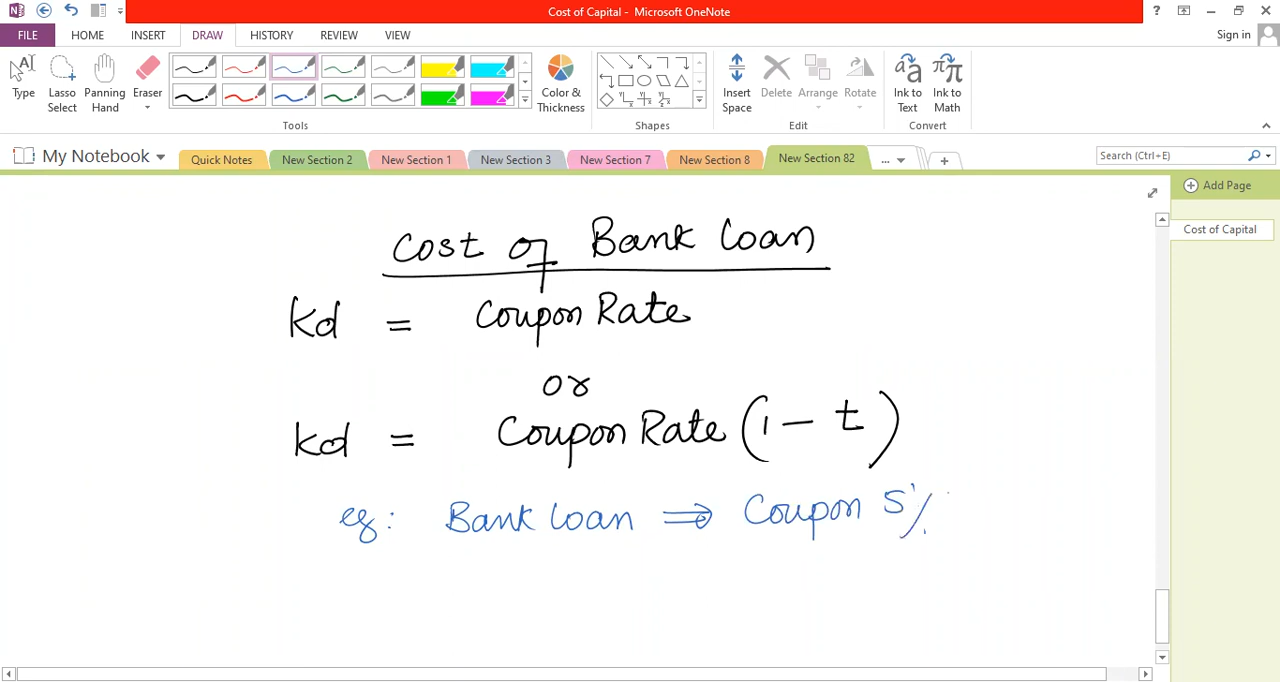 Cost of Capital - Microsoft OneNote
?
FILE HOME INSERT DRAW HISTORY REVIEW VIEW
Sign in
Type
Lasso Select
Panning Hand
Eraser
Color & Thickness
Insert Space
Delete
Arrange
Rotate
Ink to Text
Ink to Math
Tools
Shapes
Edit
Convert
My Notebook
Quick Notes
New Section 2
New Section 1
New Section 3
New Section 7
New Section 8
New Section 82
...
Search (Ctrl+E)
Add Page
Cost of Capital
Cost of Bank Loan
Kd = Coupon Rate
or
Kd = Coupon Rate (1 - t)
eg: Bank Loan ⇒ Coupon 5%